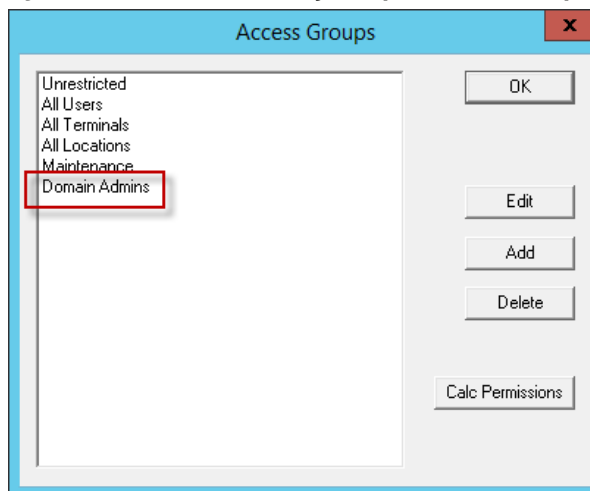 Access Groups
x
Unrestricted
All Users
All Terminals
All Locations
Maintenance
Domain Admins
OK
Edit
Add
Delete
Calc Permissions